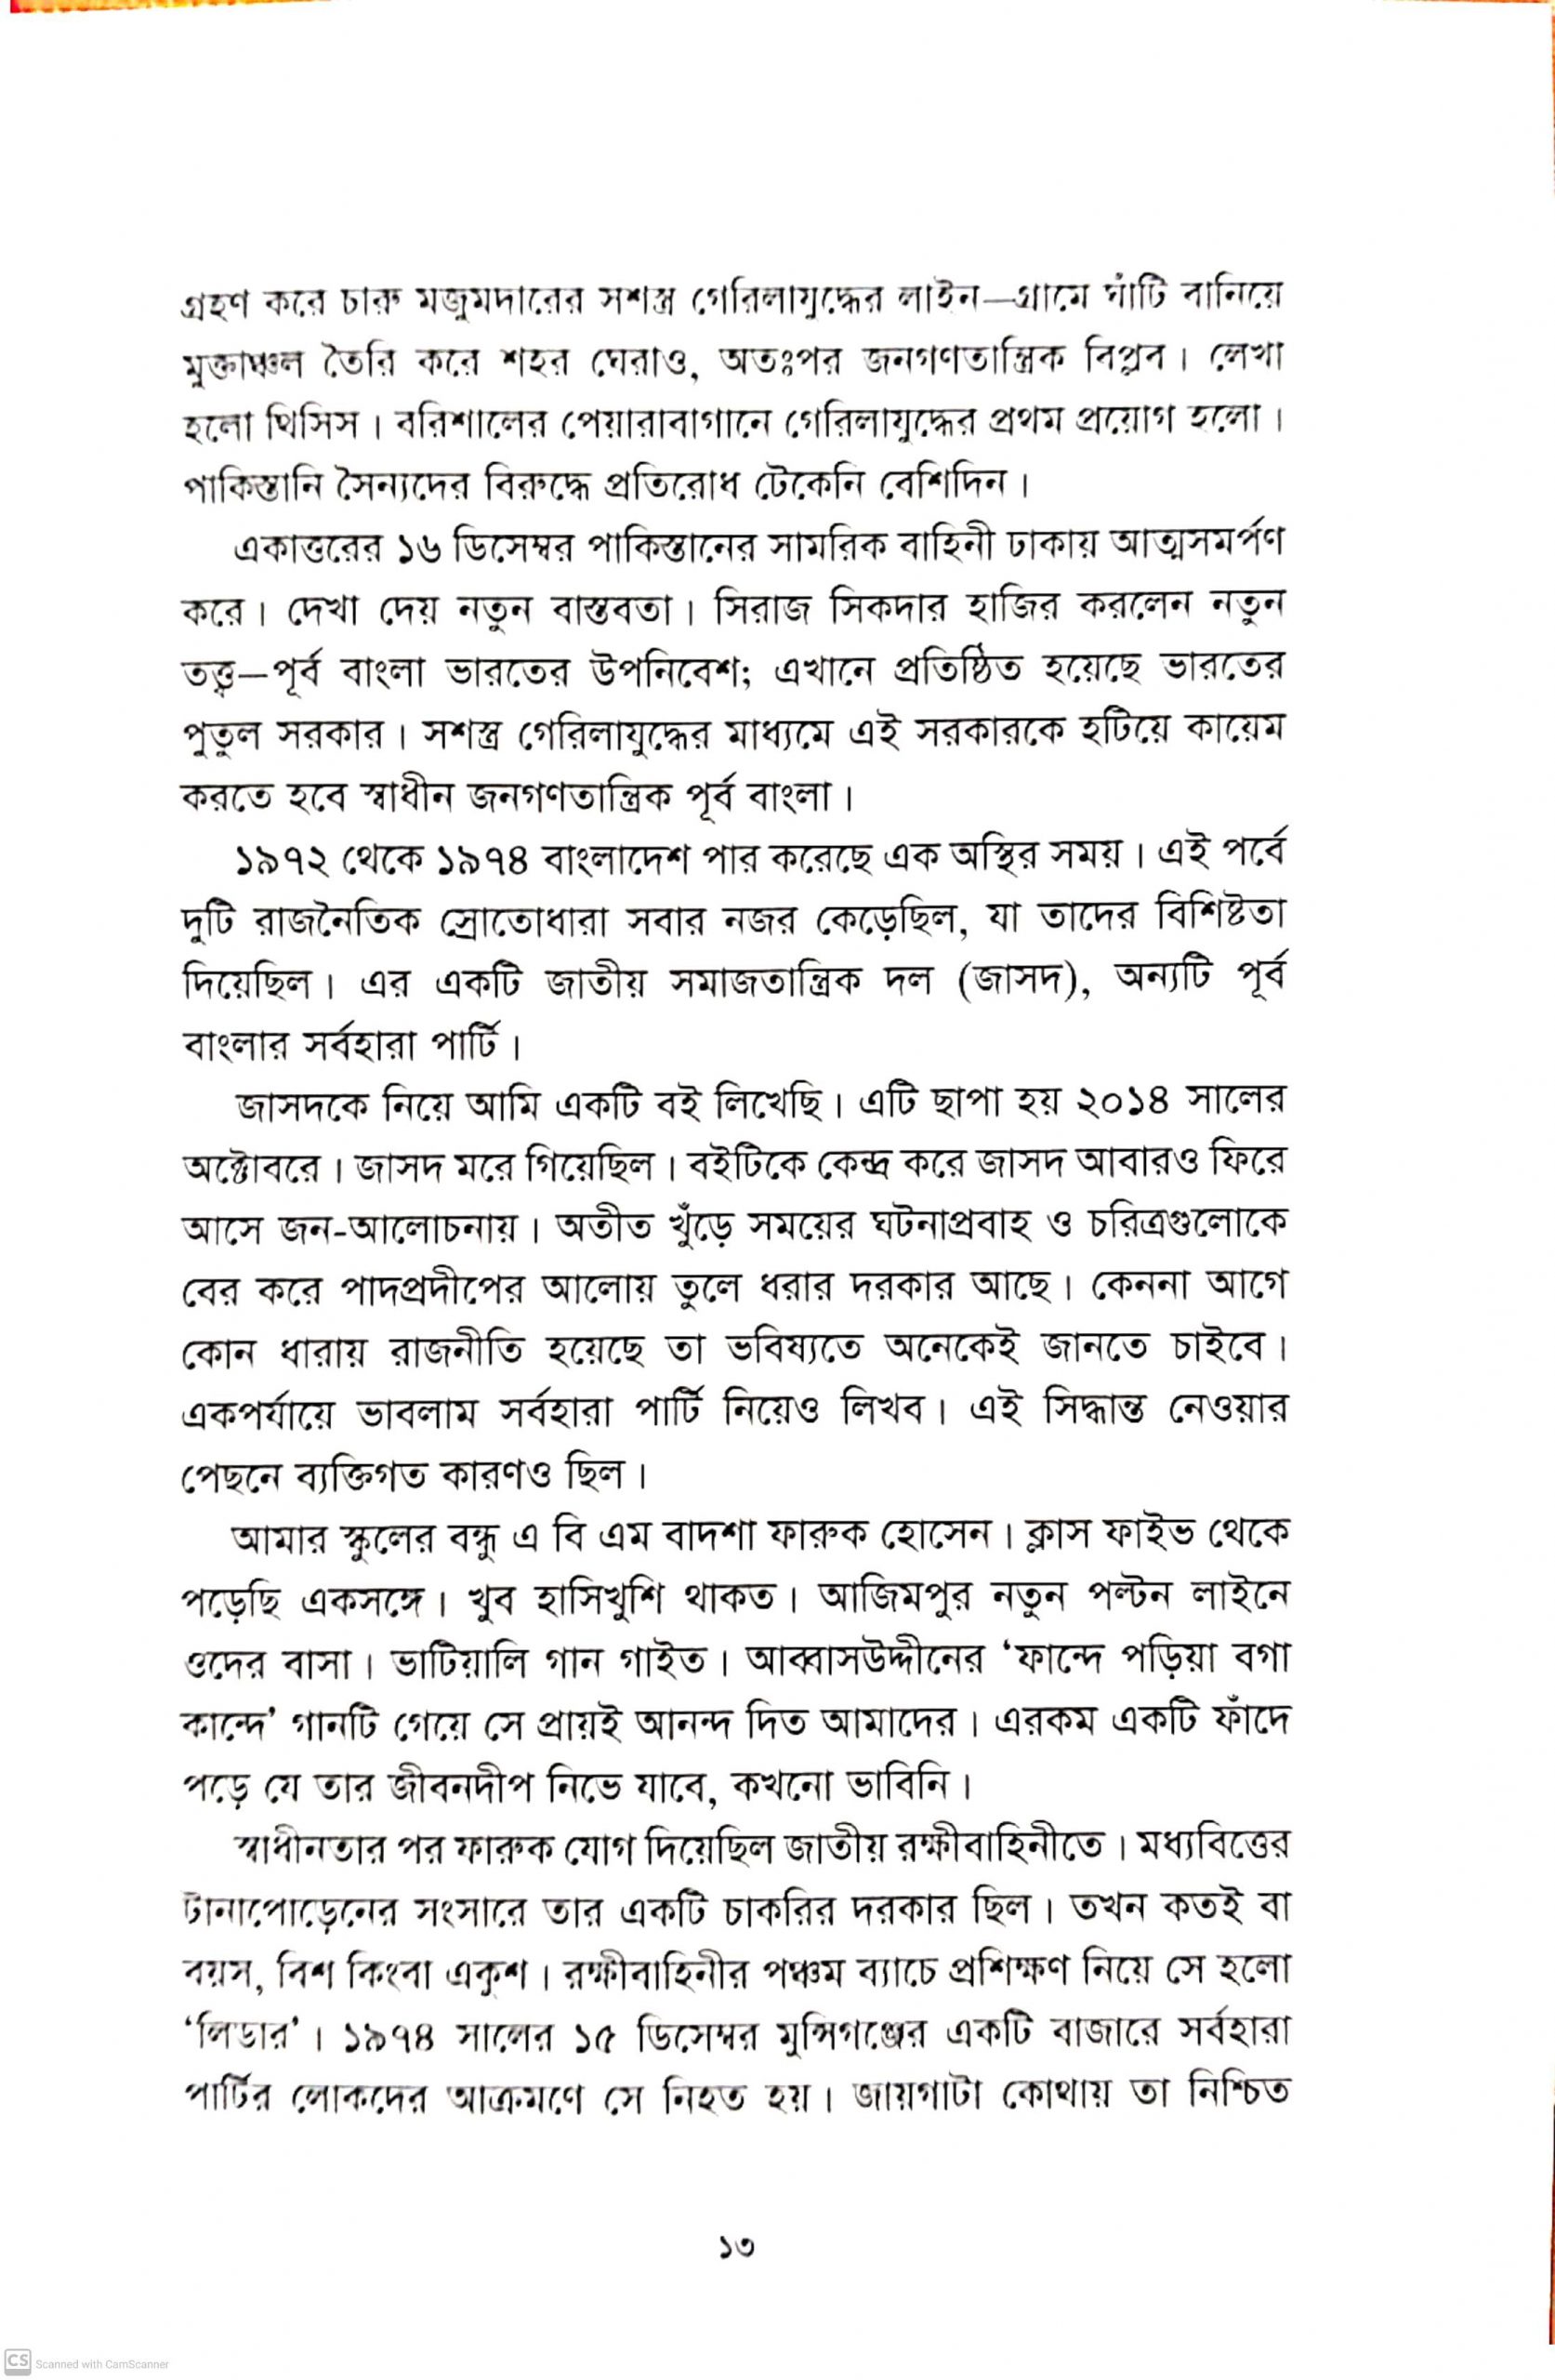 গ্রহণ করে চারু মজুমদারের সশস্ত্র গেরিলাযুদ্ধের লাইন—গ্রামে ঘাঁটি বানিয়ে
মুক্তাঞ্চল তৈরি করে শহর ঘেরাও, অতঃপর জনগণতান্ত্রিক বিপ্লব। লেখা
হলো থিসিস। বরিশালের পেয়ারাবাগানে গেরিলাযুদ্ধের প্রথম প্রয়োগ হলো।
পাকিস্তানি সৈন্যদের বিরুদ্ধে প্রতিরোধ টেকেনি বেশিদিন।
একাত্তরের ১৬ ডিসেম্বর পাকিস্তানের সামরিক বাহিনী ঢাকায় আত্মসমর্পণ
করে। দেখা দেয় নতুন বাস্তবতা। সিরাজ সিকদার হাজির করলেন নতুন
তত্ত্ব—পূর্ব বাংলা ভারতের উপনিবেশ; এখানে প্রতিষ্ঠিত হয়েছে ভারতের
পুতুল সরকার। সশস্ত্র গেরিলাযুদ্ধের মাধ্যমে এই সরকারকে হটিয়ে কায়েম
করতে হবে স্বাধীন জনগণতান্ত্রিক পূর্ব বাংলা।
১৯৭২ থেকে ১৯৭৪ বাংলাদেশ পার করেছে এক অস্থির সময়। এই পর্বে
দুটি রাজনৈতিক স্রোতোধারা সবার নজর কেড়েছিল, যা তাদের বিশিষ্টতা
দিয়েছিল। এর একটি জাতীয় সমাজতান্ত্রিক দল (জাসদ), অন্যটি পূর্ব
বাংলার সর্বহারা পার্টি।
জাসদকে নিয়ে আমি একটি বই লিখেছি। এটি ছাপা হয় ২০১৪ সালের
অক্টোবরে। জাসদ মরে গিয়েছিল। বইটিকে কেন্দ্র করে জাসদ আবারও ফিরে
আসে জন-আলোচনায়। অতীত খুঁড়ে সময়ের ঘটনাপ্রবাহ ও চরিত্রগুলোকে
বের করে পাদপ্রদীপের আলোয় তুলে ধরার দরকার আছে। কেননা আগে
কোন ধারায় রাজনীতি হয়েছে তা ভবিষ্যতে অনেকেই জানতে চাইবে।
একপর্যায়ে ভাবলাম সর্বহারা পার্টি নিয়েও লিখব। এই সিদ্ধান্ত নেওয়ার
পেছনে ব্যক্তিগত কারণও ছিল।
আমার স্কুলের বন্ধু এ বি এম বাদশা ফারুক হোসেন। ক্লাস ফাইভ থেকে
পড়েছি একসঙ্গে। খুব হাসিখুশি থাকত। আজিমপুর নতুন পল্টন লাইনে
ওদের বাসা। ভাটিয়ালি গান গাইত। আব্বাসউদ্দীনের ‘ফান্দে পড়িয়া বগা
কান্দে’ গানটি গেয়ে সে প্রায়ই আনন্দ দিত আমাদের। এরকম একটি ফাঁদে
পড়ে যে তার জীবনদীপ নিভে যাবে, কখনো ভাবিনি।
স্বাধীনতার পর ফারুক যোগ দিয়েছিল জাতীয় রক্ষীবাহিনীতে। মধ্যবিত্তের
টানাপোড়েনের সংসারে তার একটি চাকরির দরকার ছিল। তখন কতই বা
বয়স, বিশ কিংবা একুশ। রক্ষীবাহিনীর পঞ্চম ব্যাচে প্রশিক্ষণ নিয়ে সে হলো
‘লিডার’। ১৯৭৪ সালের ১৫ ডিসেম্বর মুন্সিগঞ্জের একটি বাজারে সর্বহারা
পার্টির লোকদের আক্রমণে সে নিহত হয়। জায়গাটা কোথায় তা নিশ্চিত
১৩
CS Scanned with CamScanner